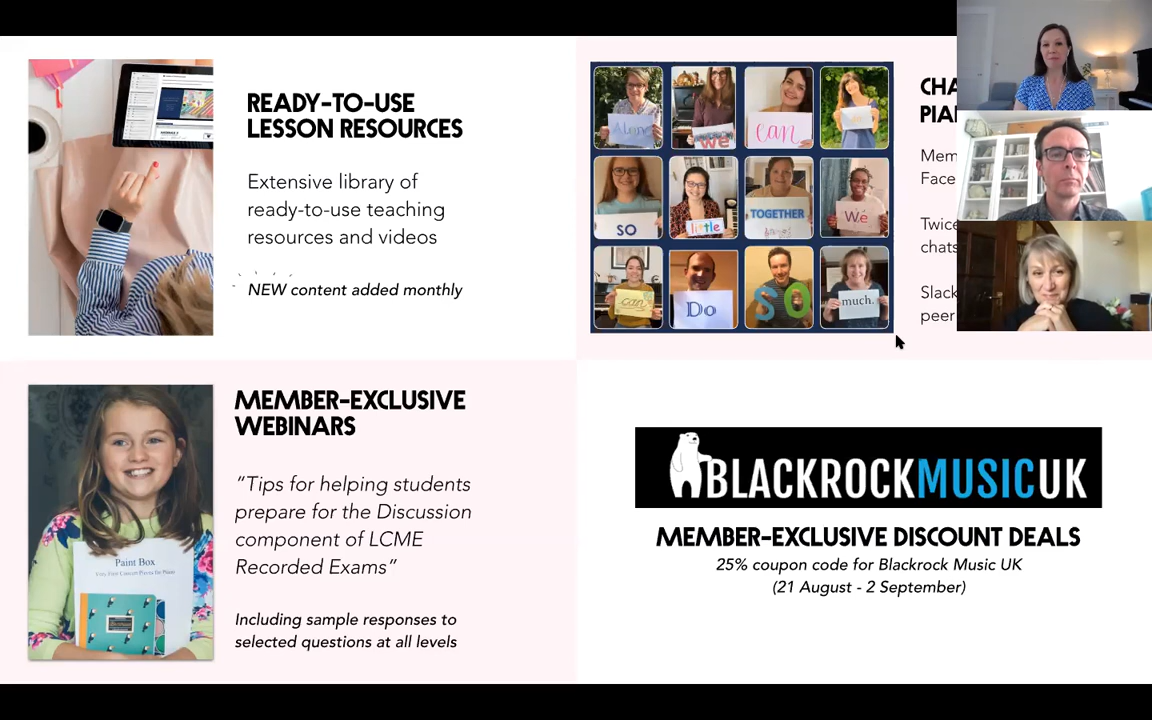 READY-TO-USE
LESSON RESOURCES
Extensive library of
ready-to-use teaching
resources and videos
NEW content added monthly
Alone
we
can
SO
little
TOGETHER
We
can
Do
SO
much.
CHA
PIA
Mem
Face
Twice
chats
Slack
peer
MEMBER-EXCLUSIVE
WEBINARS
"Tips for helping students
prepare for the Discussion
component of LCME
Recorded Exams"
Including sample responses to
selected questions at all levels
Paint Box
BLACKROCKMUSICUK
MEMBER-EXCLUSIVE DISCOUNT DEALS
25% coupon code for Blackrock Music UK
(21 August - 2 September)